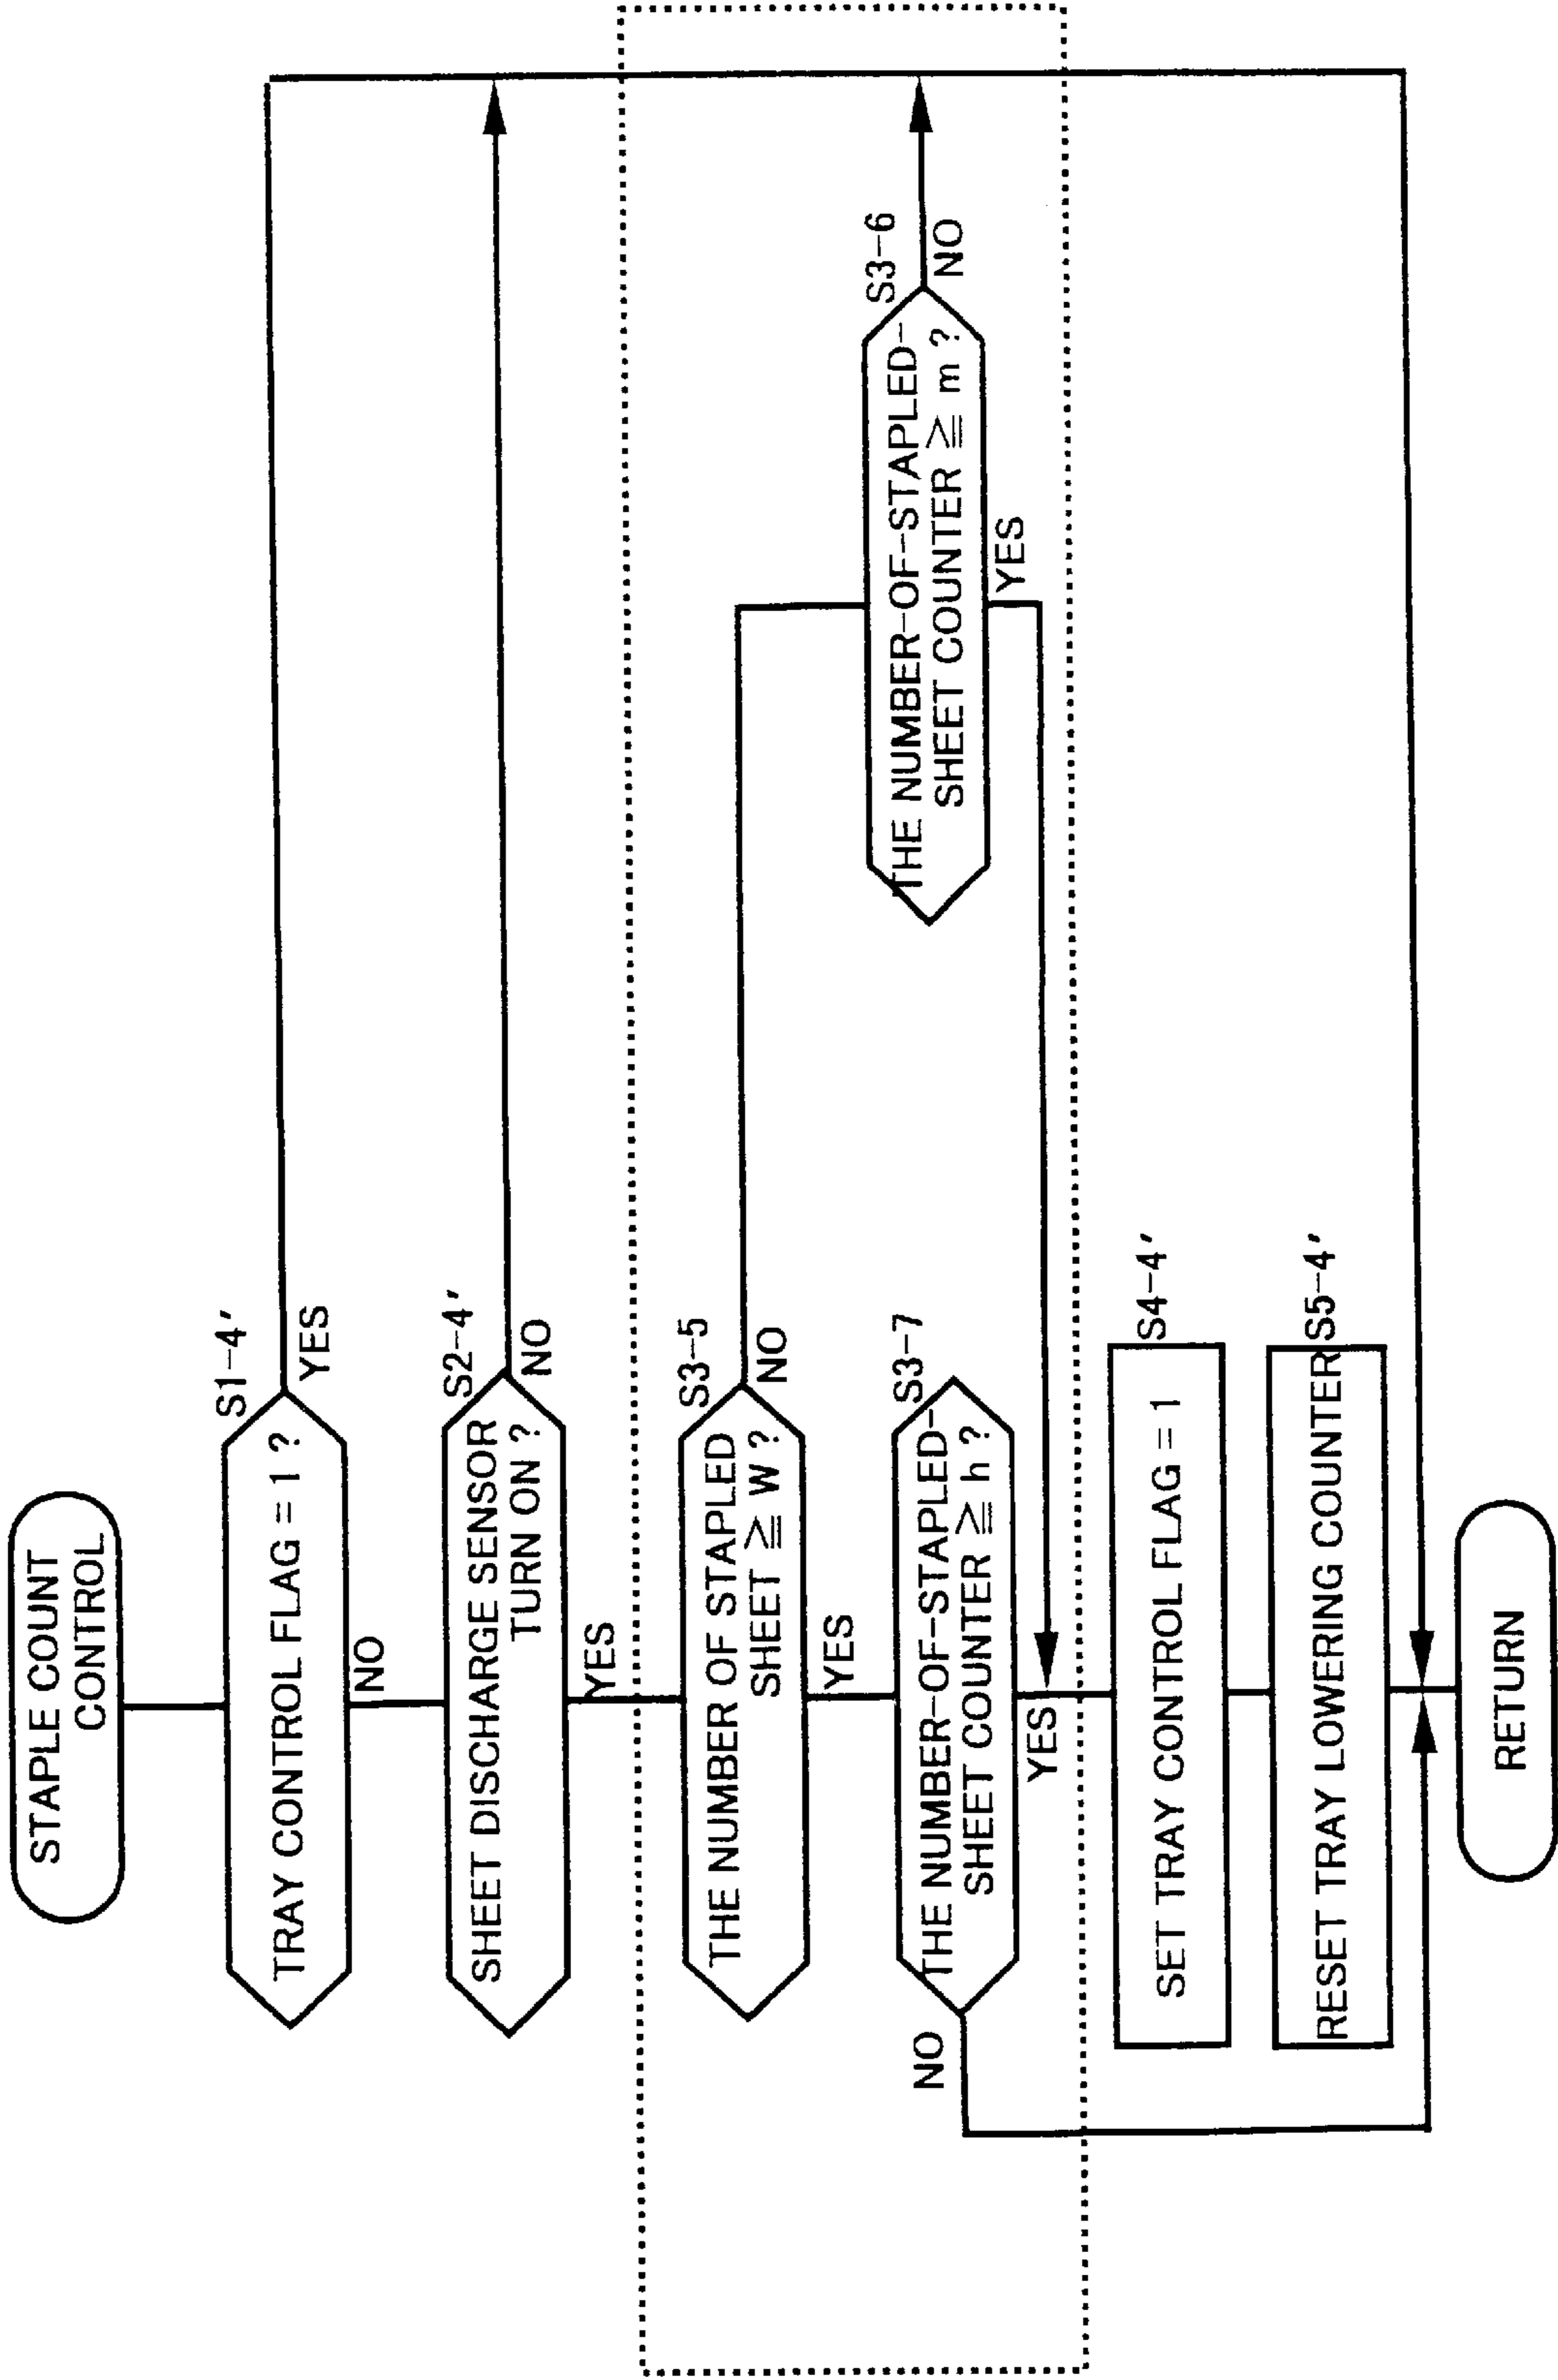 STAPLE COUNT
CONTROL
S1-4′
TRAY CONTROL FLAG = 1 ?
YES
NO
S2-4′
SHEET DISCHARGE SENSOR
TURN ON ?
NO
YES
S3-5
THE NUMBER OF STAPLED
SHEET ≧ W ?
NO
YES
S3-6
THE NUMBER-OF-STAPLED-
SHEET COUNTER ≧ m ?
NO
YES
S3-7
THE NUMBER-OF-STAPLED-
SHEET COUNTER ≧ h ?
NO
YES
S4-4′
SET TRAY CONTROL FLAG = 1
S5-4′
RESET TRAY LOWERING COUNTER
RETURN